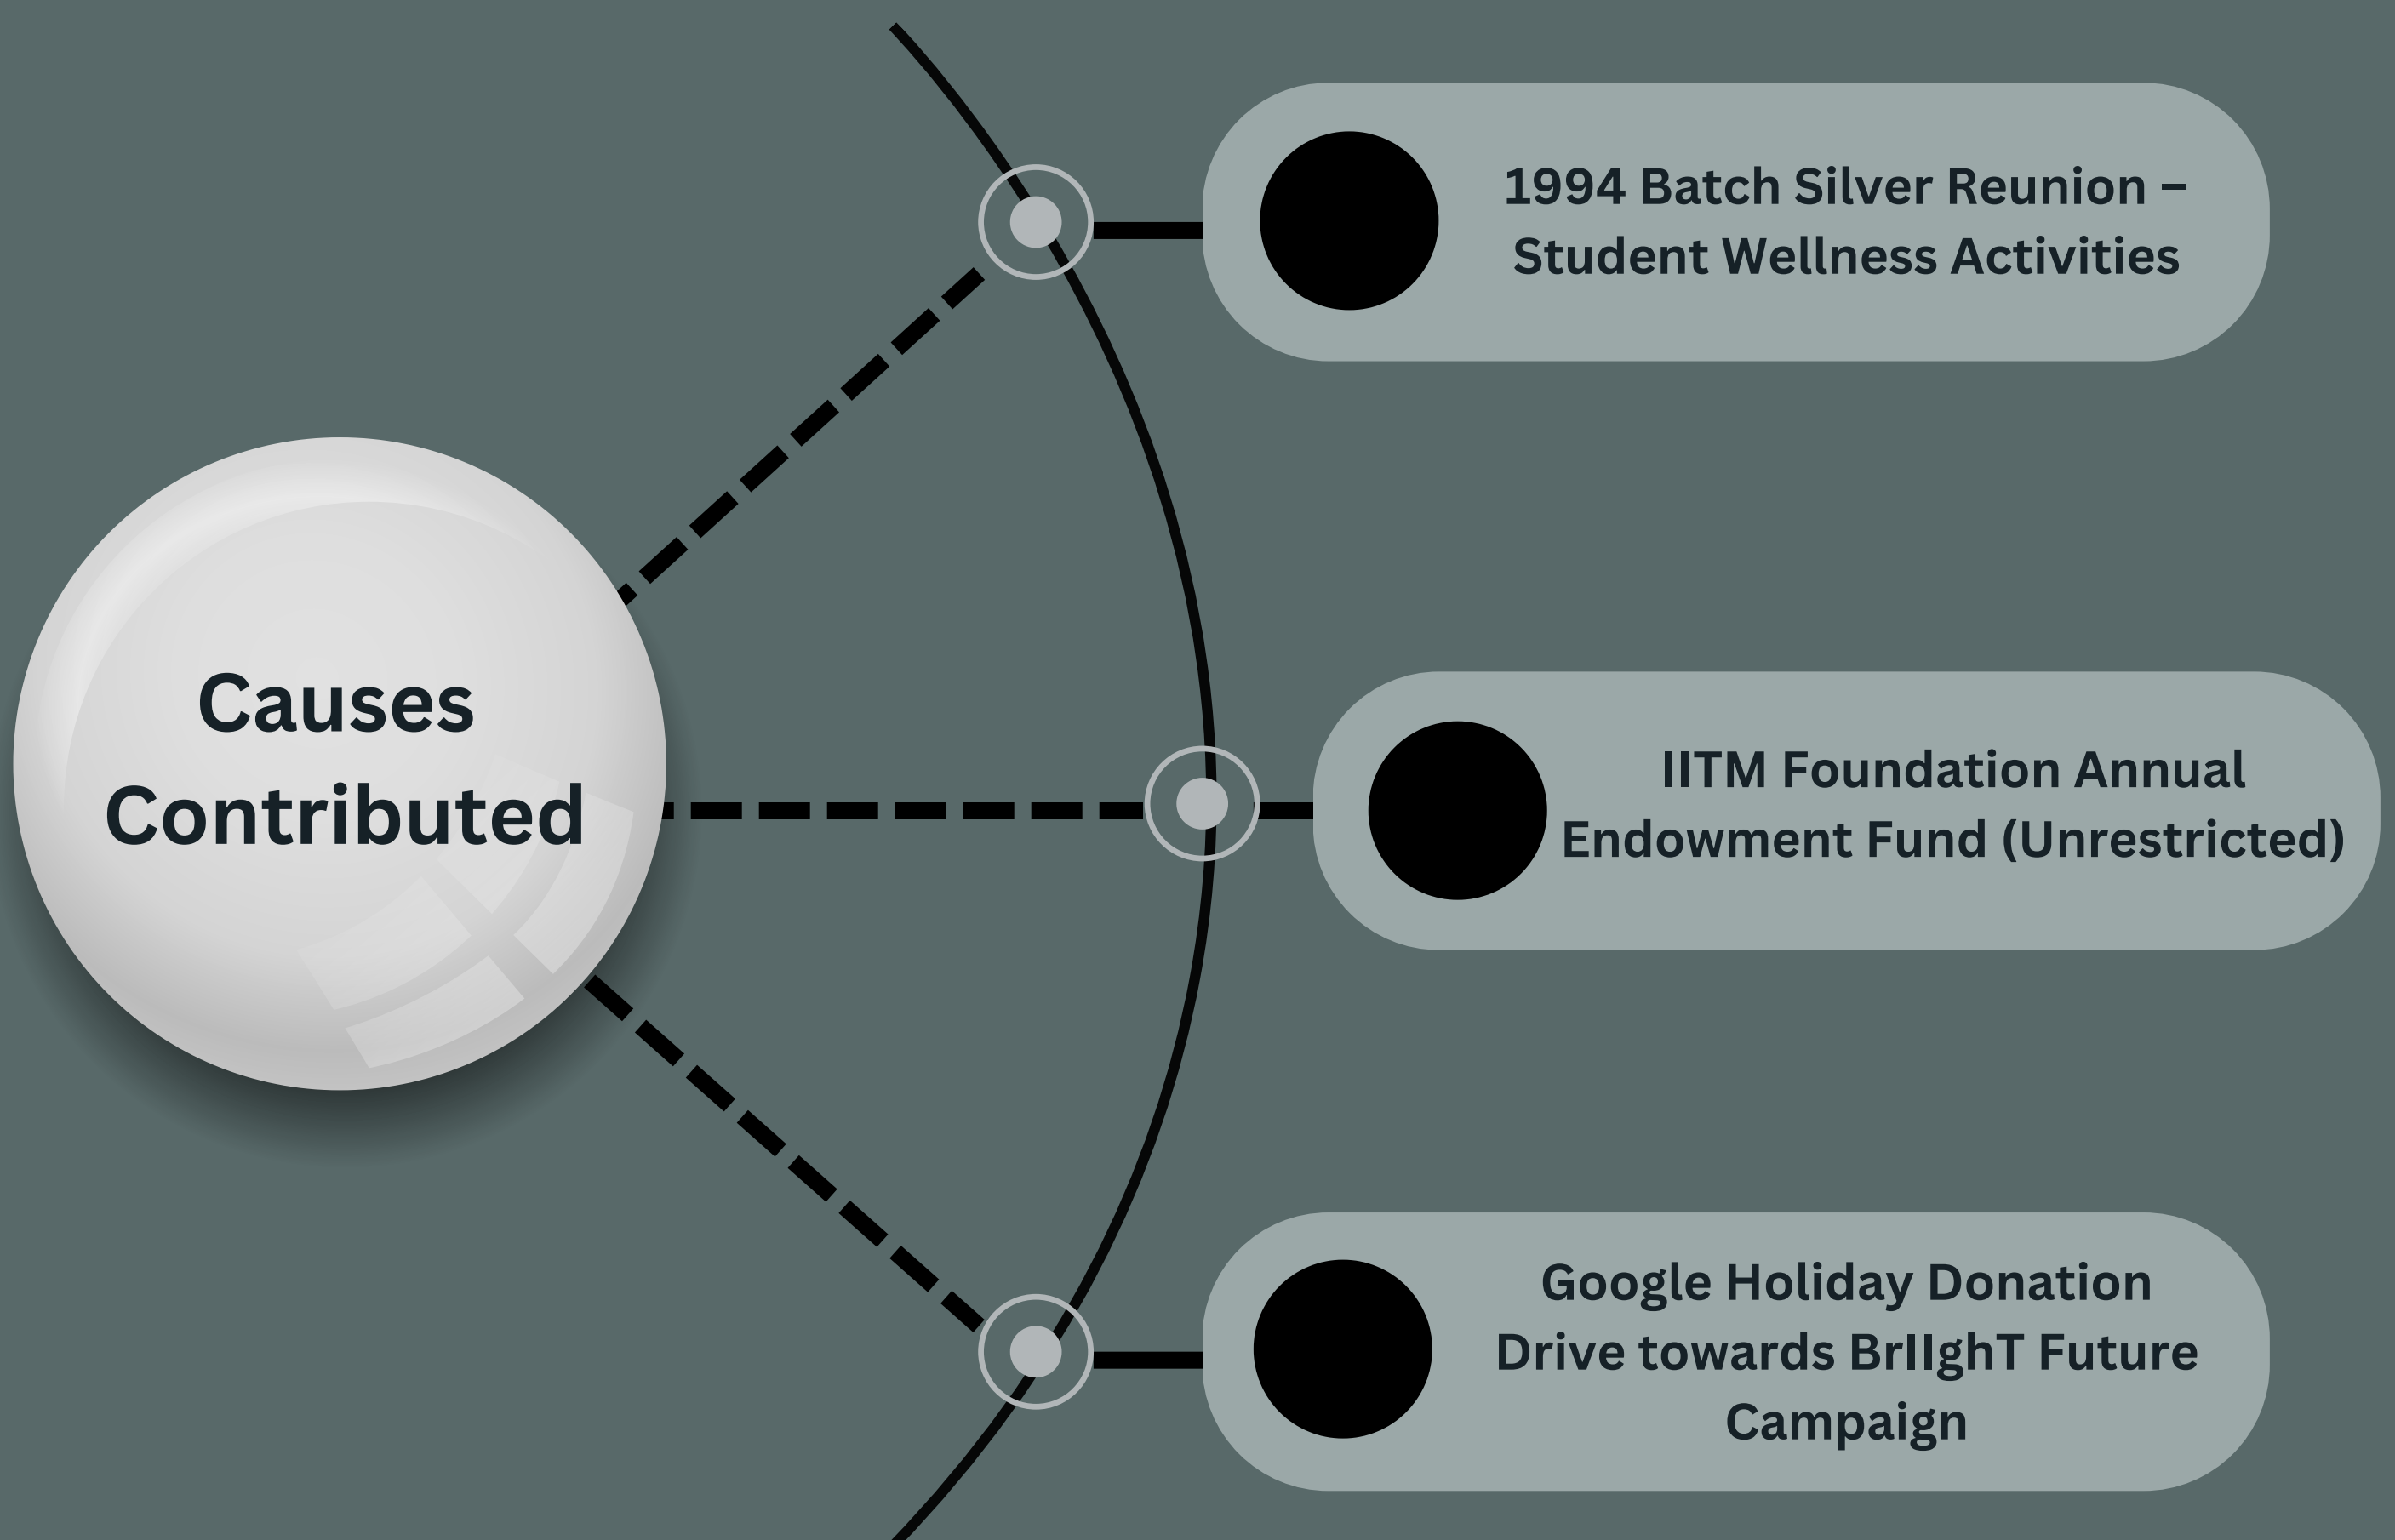 Causes
Contributed
1994 Batch Silver Reunion –
Student Wellness Activities
IITM Foundation Annual
Endowment Fund (Unrestricted)
Google Holiday Donation
Drive towards BrIIghT Future
Campaign